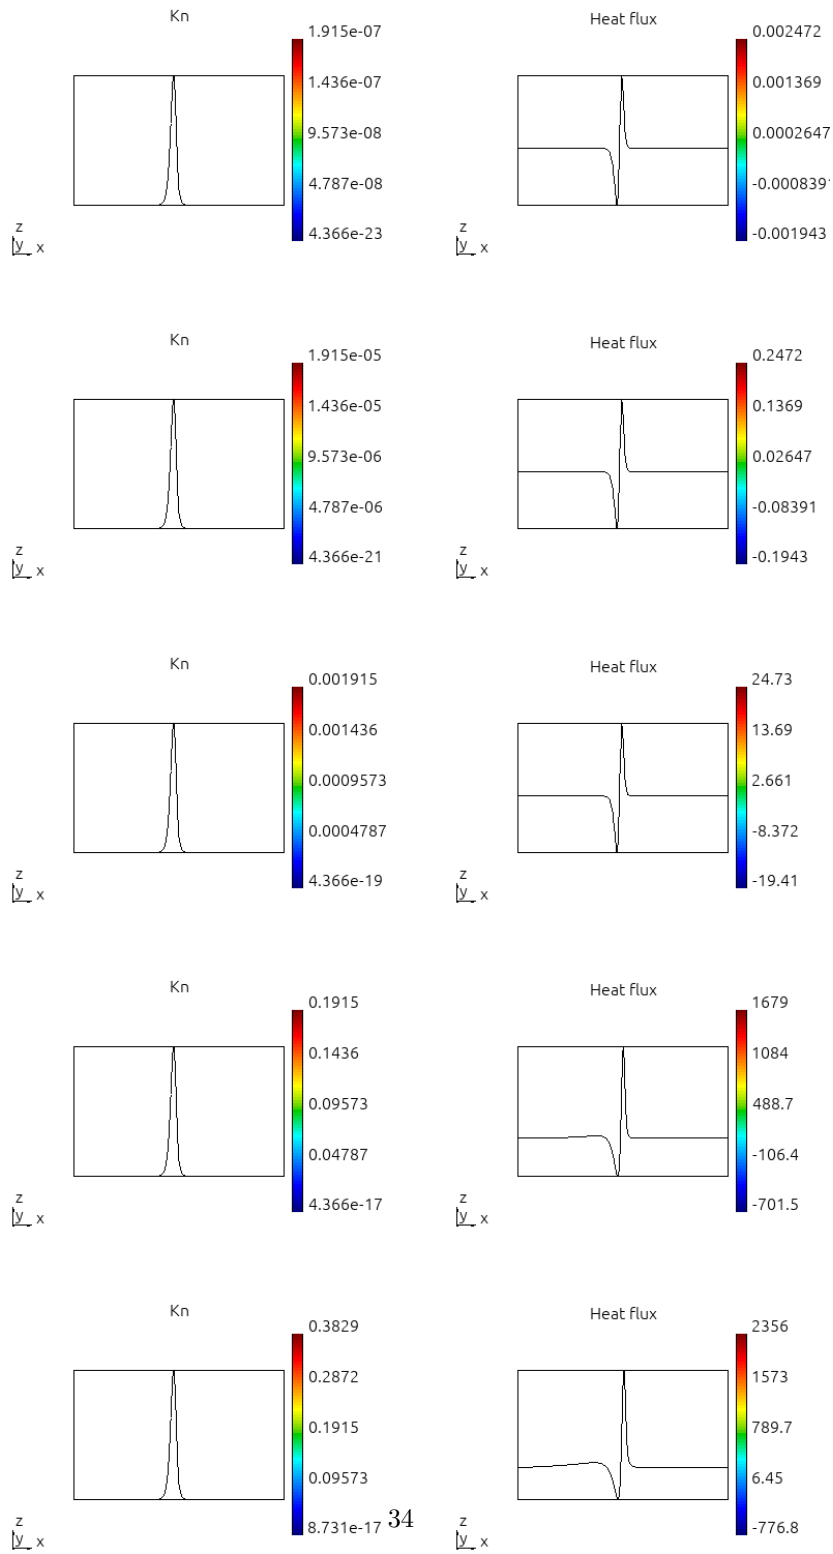 Kn
1.915e-07
1.436e-07
9.573e-08
4.787e-08
4.366e-23
z
y x
Heat flux
0.002472
0.001369
0.0002647
-0.0008391
-0.001943
z
y x
Kn
1.915e-05
1.436e-05
9.573e-06
4.787e-06
4.366e-21
z
y x
Heat flux
0.2472
0.1369
0.02647
-0.08391
-0.1943
z
y x
Kn
0.001915
0.001436
0.0009573
0.0004787
4.366e-19
z
y x
Heat flux
24.73
13.69
2.661
-8.372
-19.41
z
y x
Kn
0.1915
0.1436
0.09573
0.04787
4.366e-17
z
y x
Heat flux
1679
1084
488.7
-106.4
-701.5
z
y x
Kn
0.3829
0.2872
0.1915
0.09573
8.731e-17
z
y x
Heat flux
2356
1573
789.7
6.45
-776.8
z
y x
34